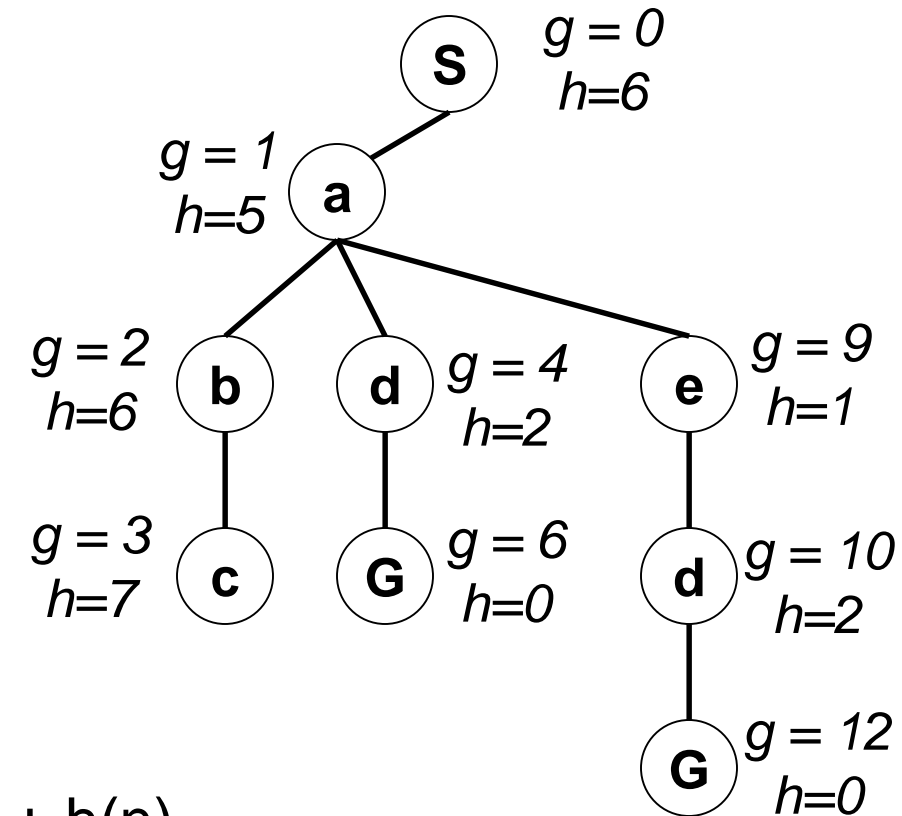 S
g = 0
h=6
g = 1
h=5
a
g = 2
h=6
b
d
g = 4
h=2
e
g = 9
h=1
g = 3
h=7
c
G
g = 6
h=0
d
g = 10
h=2
G
g = 12
h=0
+ h(n)